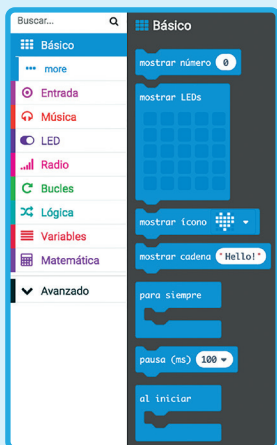 Buscar...
Básico
more
Entrada
Música
LED
Radio
Bucles
Lógica
Variables
Matemática
Avanzado
Básico
mostrar número 0
mostrar LEDs
mostrar ícono
mostrar cadena "Hello!"
para siempre
pausa (ms) 100
al iniciar